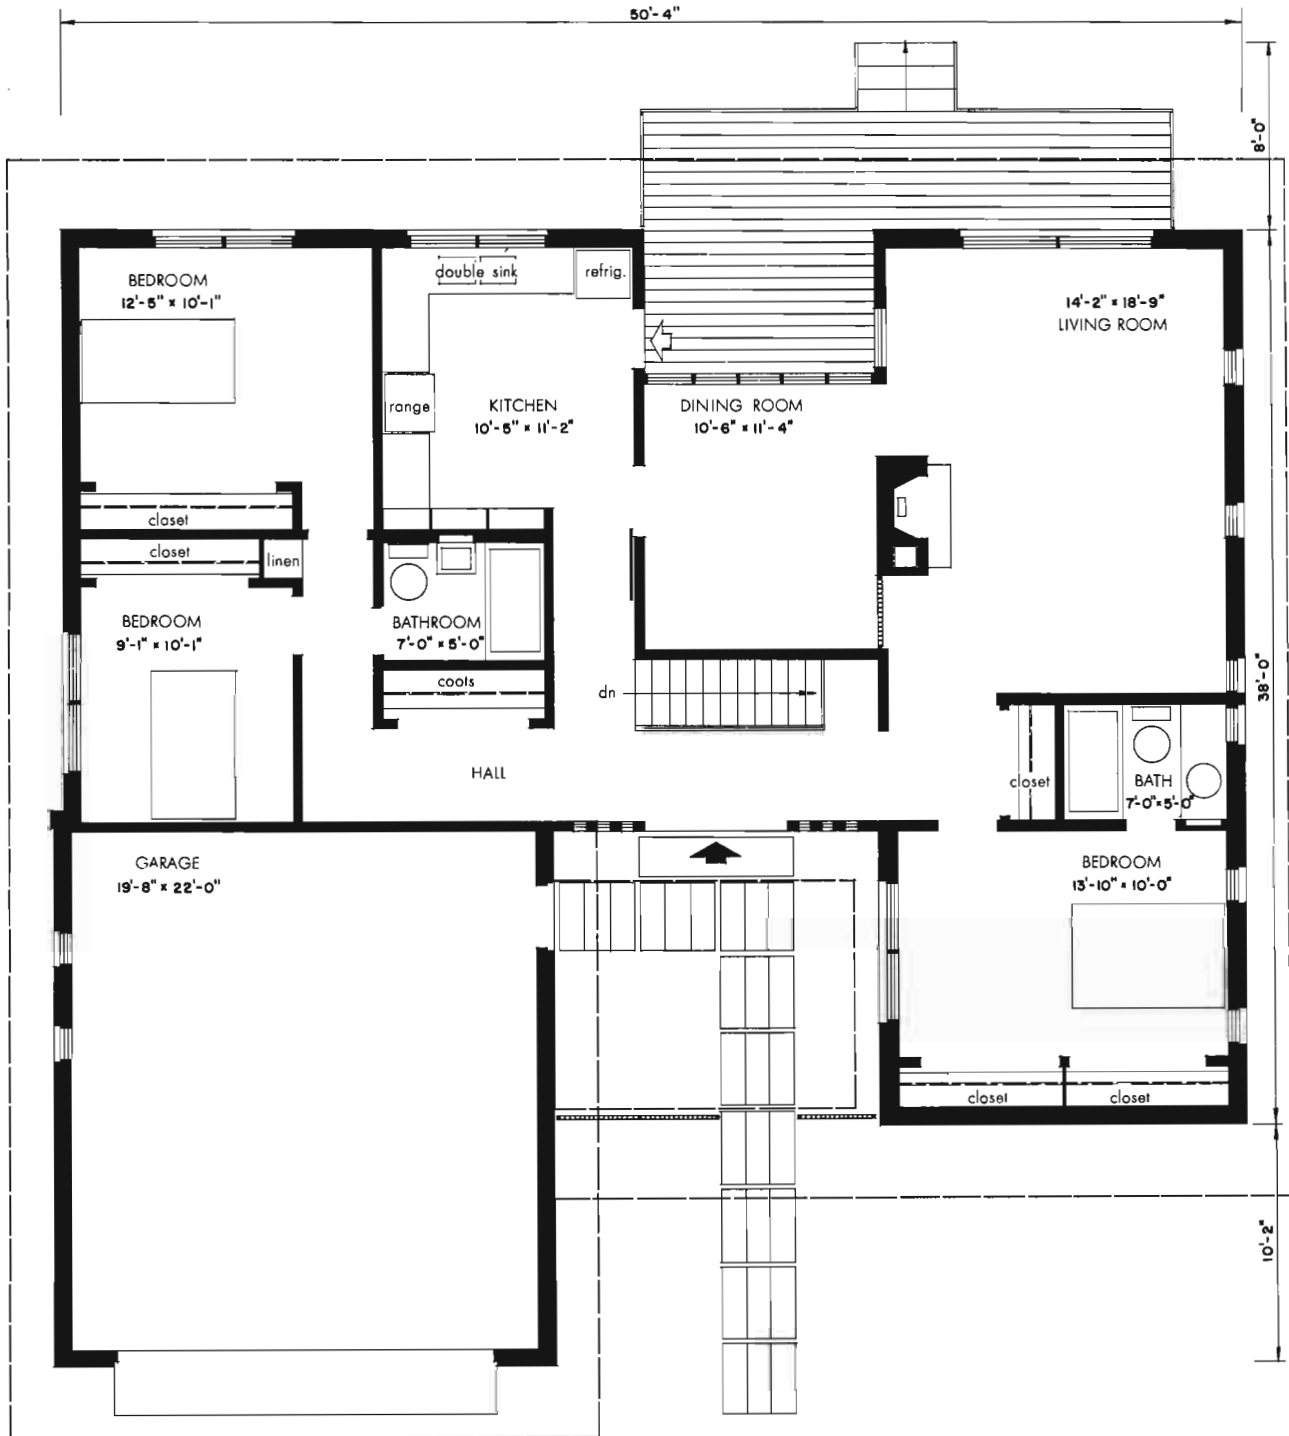 50'-4"
8'-0"
BEDROOM
12'-5" x 10'-1"
double sink
refrig.
14'-2" x 18'-9"
LIVING ROOM
range
KITCHEN
10'-5" x 11'-2"
DINING ROOM
10'-6" x 11'-4"
claset
closet
linen
BEDROOM
9'-1" x 10'-1"
BATHROOM
7'-0" x 5'-0"
coots
dn
38'-0"
HALL
closet
BATH
7'-0" x 5'-0"
GARAGE
19'-8" x 22'-0"
BEDROOM
13'-10" x 10'-0"
closet
closet
10'-2"